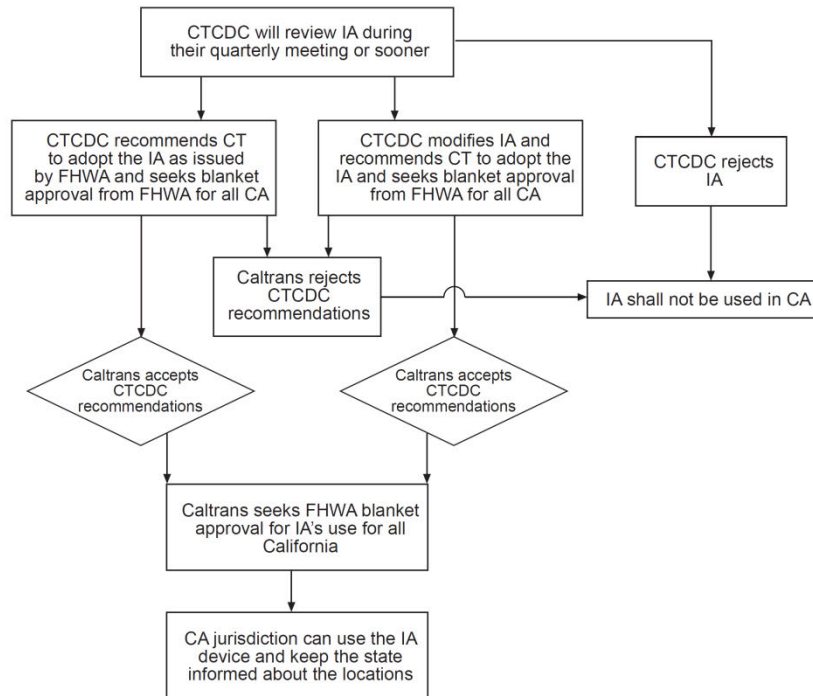 CTCDC will review IA during
their quarterly meeting or sooner
CTCDC recommends CT
to adopt the IA as issued
by FHWA and seeks blanket
approval from FHWA for all CA
CTCDC modifies IA and
recommends CT to adopt the
IA and seeks blanket approval
from FHWA for all CA
CTCDC rejects
IA
Caltrans rejects
CTCDC
recommendations
IA shall not be used in CA
Caltrans accepts
CTCDC
recommendations
Caltrans accepts
CTCDC
recommendations
Caltrans seeks FHWA blanket
approval for IA's use for all
California
CA jurisdiction can use the IA
device and keep the state
informed about the locations